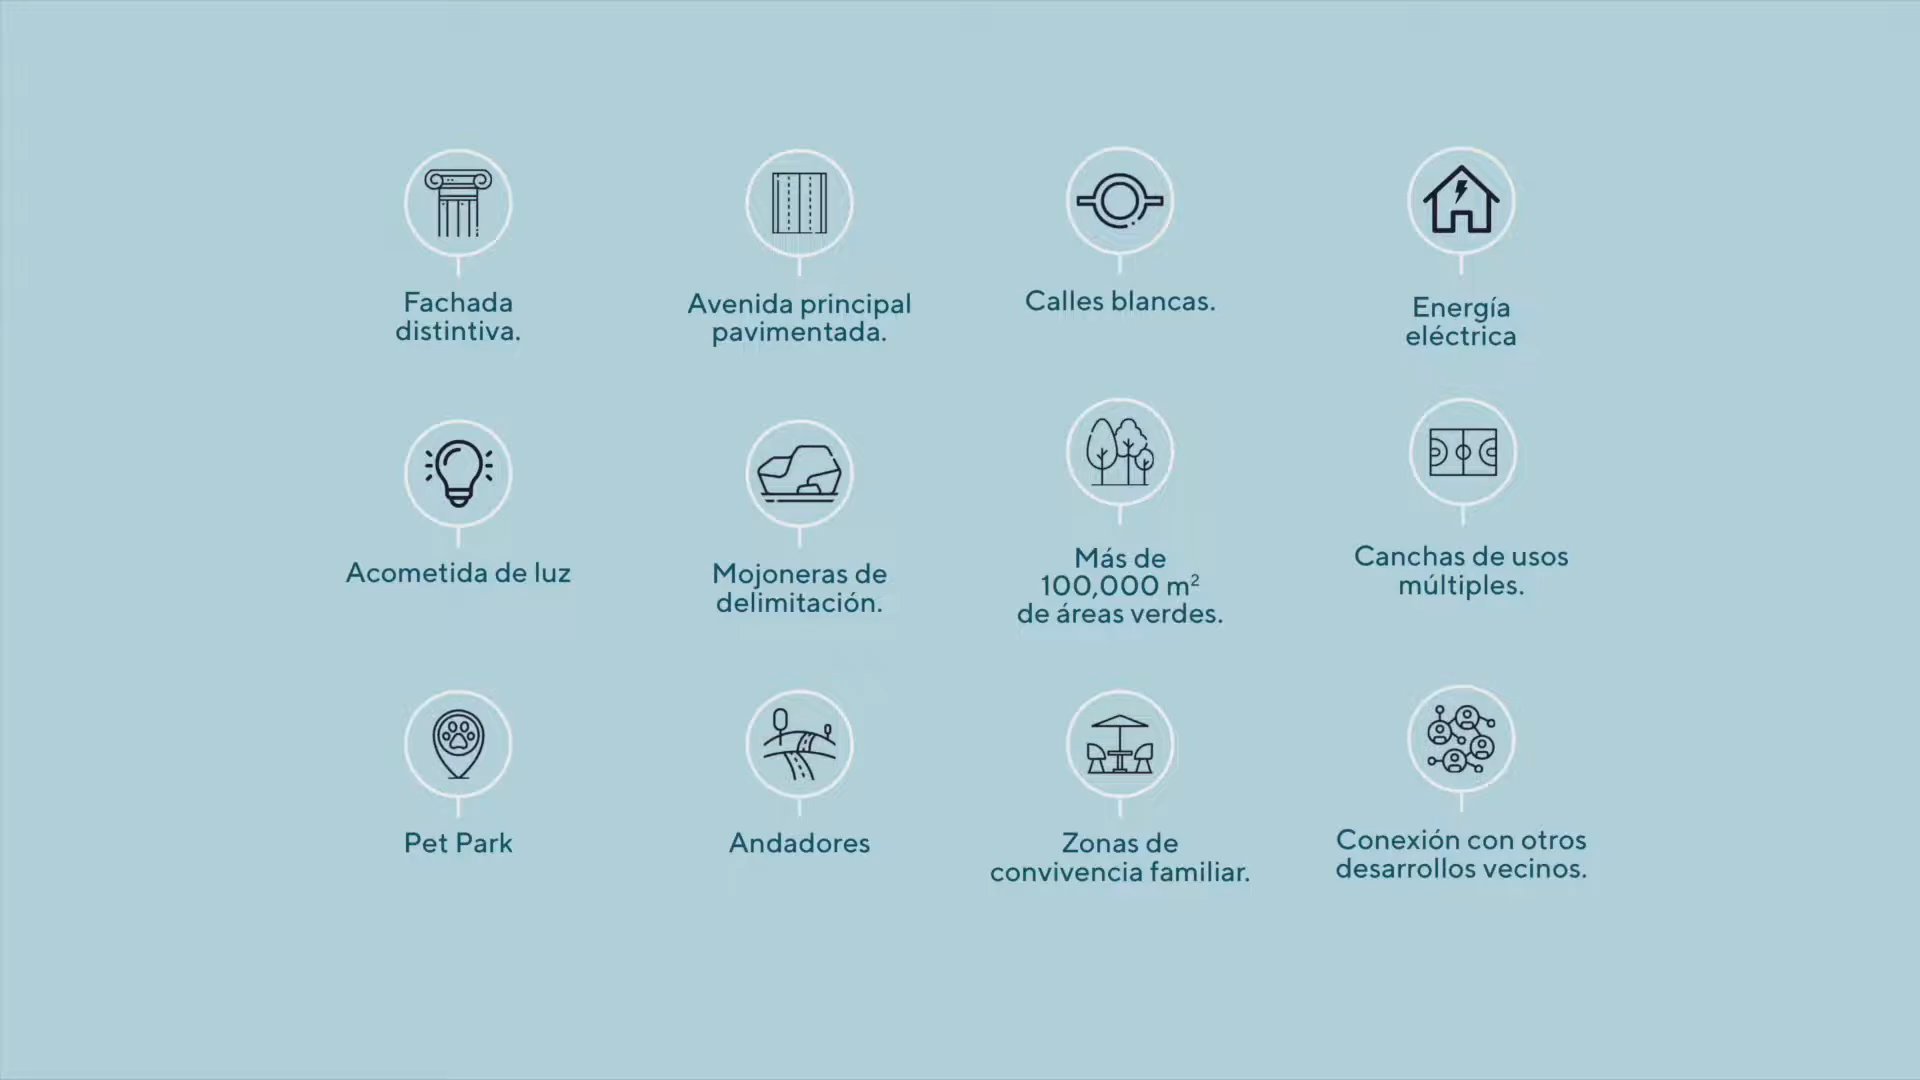 Fachada
distintiva.
Avenida principal
pavimentada.
Calles blancas.
Energía
eléctrica
Acometida de luz
Mojoneras de
delimitación.
Más de
100,000 m²
de áreas verdes.
Canchas de usos
múltiples.
Pet Park
Andadores
Zonas de
convivencia familiar.
Conexión con otros
desarrollos vecinos.